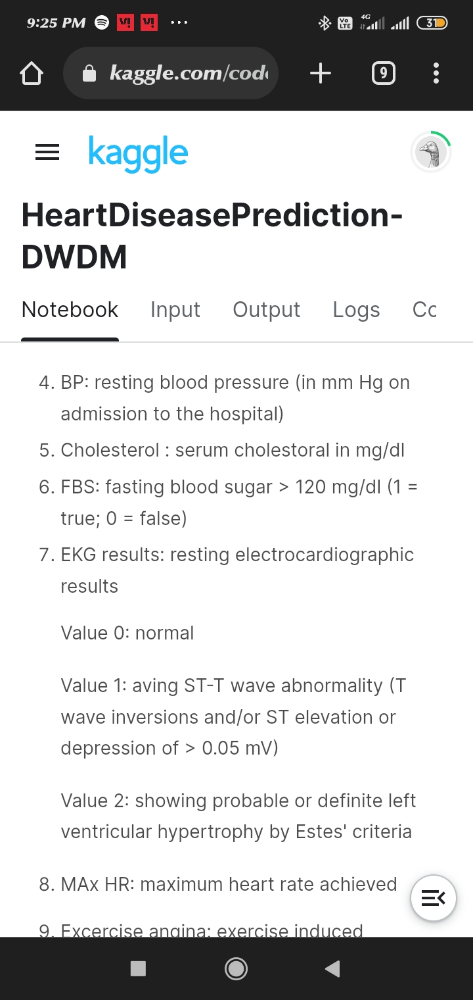 9:25 PM V! V! ... Vo LTE 4G 31
kaggle.com/cod
9
kaggle
HeartDiseasePrediction-
DWDM
Notebook Input Output Logs Co
4. BP: resting blood pressure (in mm Hg on
admission to the hospital)
5. Cholesterol : serum cholestoral in mg/dl
6. FBS: fasting blood sugar > 120 mg/dl (1 =
true; 0 = false)
7. EKG results: resting electrocardiographic
results
Value 0: normal
Value 1: aving ST-T wave abnormality (T
wave inversions and/or ST elevation or
depression of > 0.05 mV)
Value 2: showing probable or definite left
ventricular hypertrophy by Estes' criteria
8. MAx HR: maximum heart rate achieved
9. Excercise angina: exercise induced